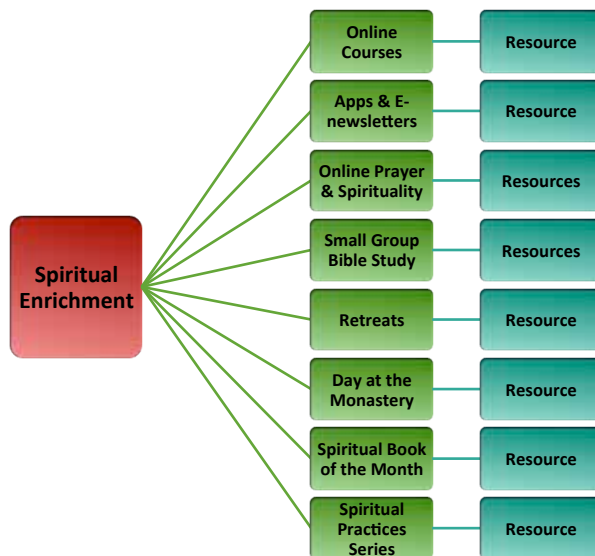 Spiritual
Enrichment
Online
Courses
Resource
Apps & E-
newsletters
Resource
Online Prayer
& Spirituality
Resources
Small Group
Bible Study
Resources
Retreats
Resource
Day at the
Monastery
Resource
Spiritual Book
of the Month
Resource
Spiritual
Practices
Series
Resource